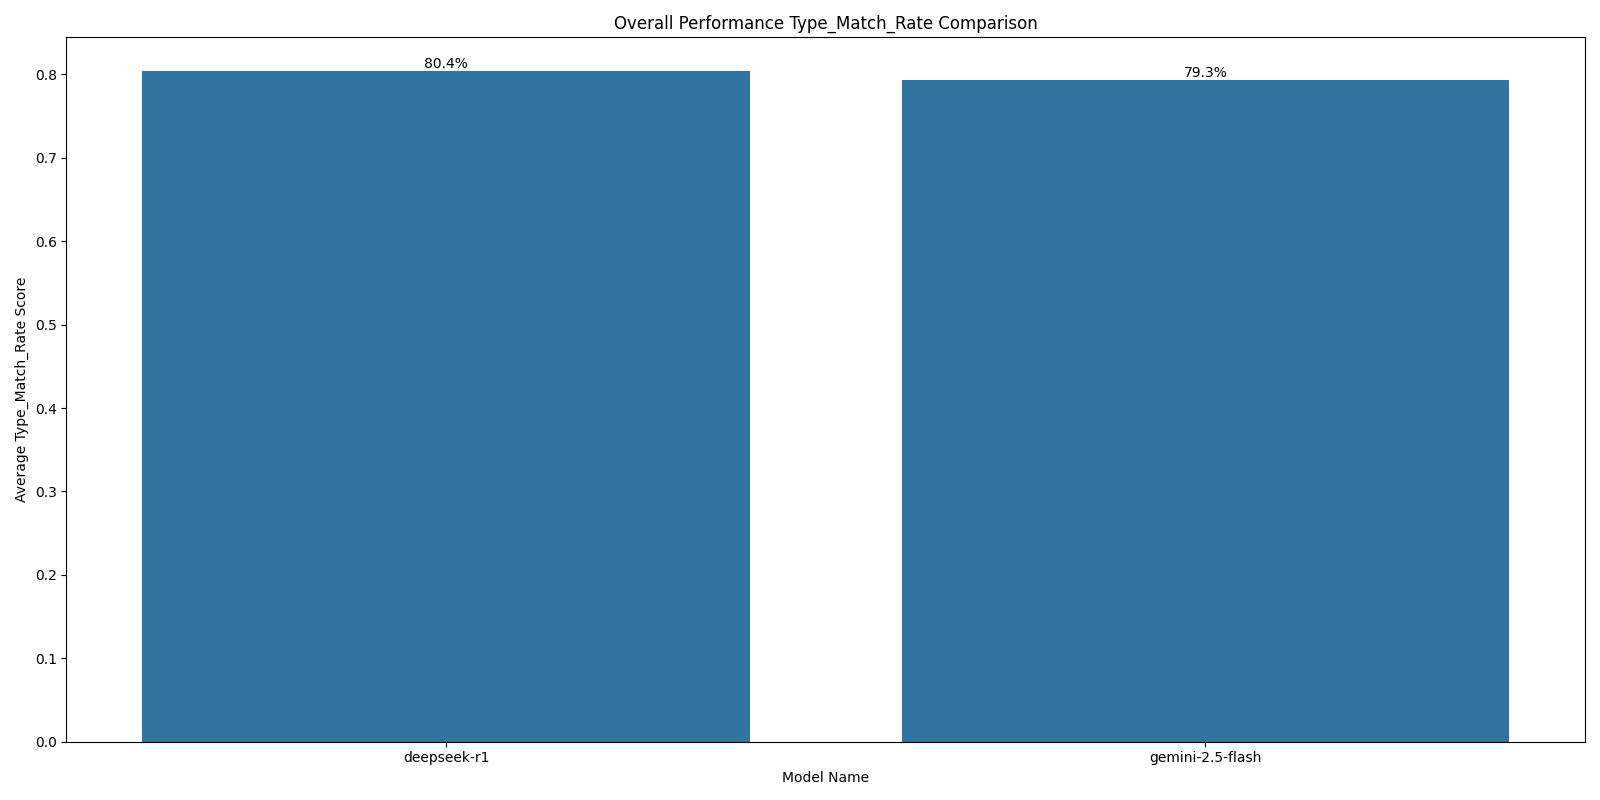 Overall Performance Type_Match_Rate Comparison
80.4%
79.3%
0.8
0.7
0.6
0.5
0.4
0.3
0.2
0.1
0.0
Average Type_Match_Rate Score
deepseek-r1
gemini-2.5-flash
Model Name